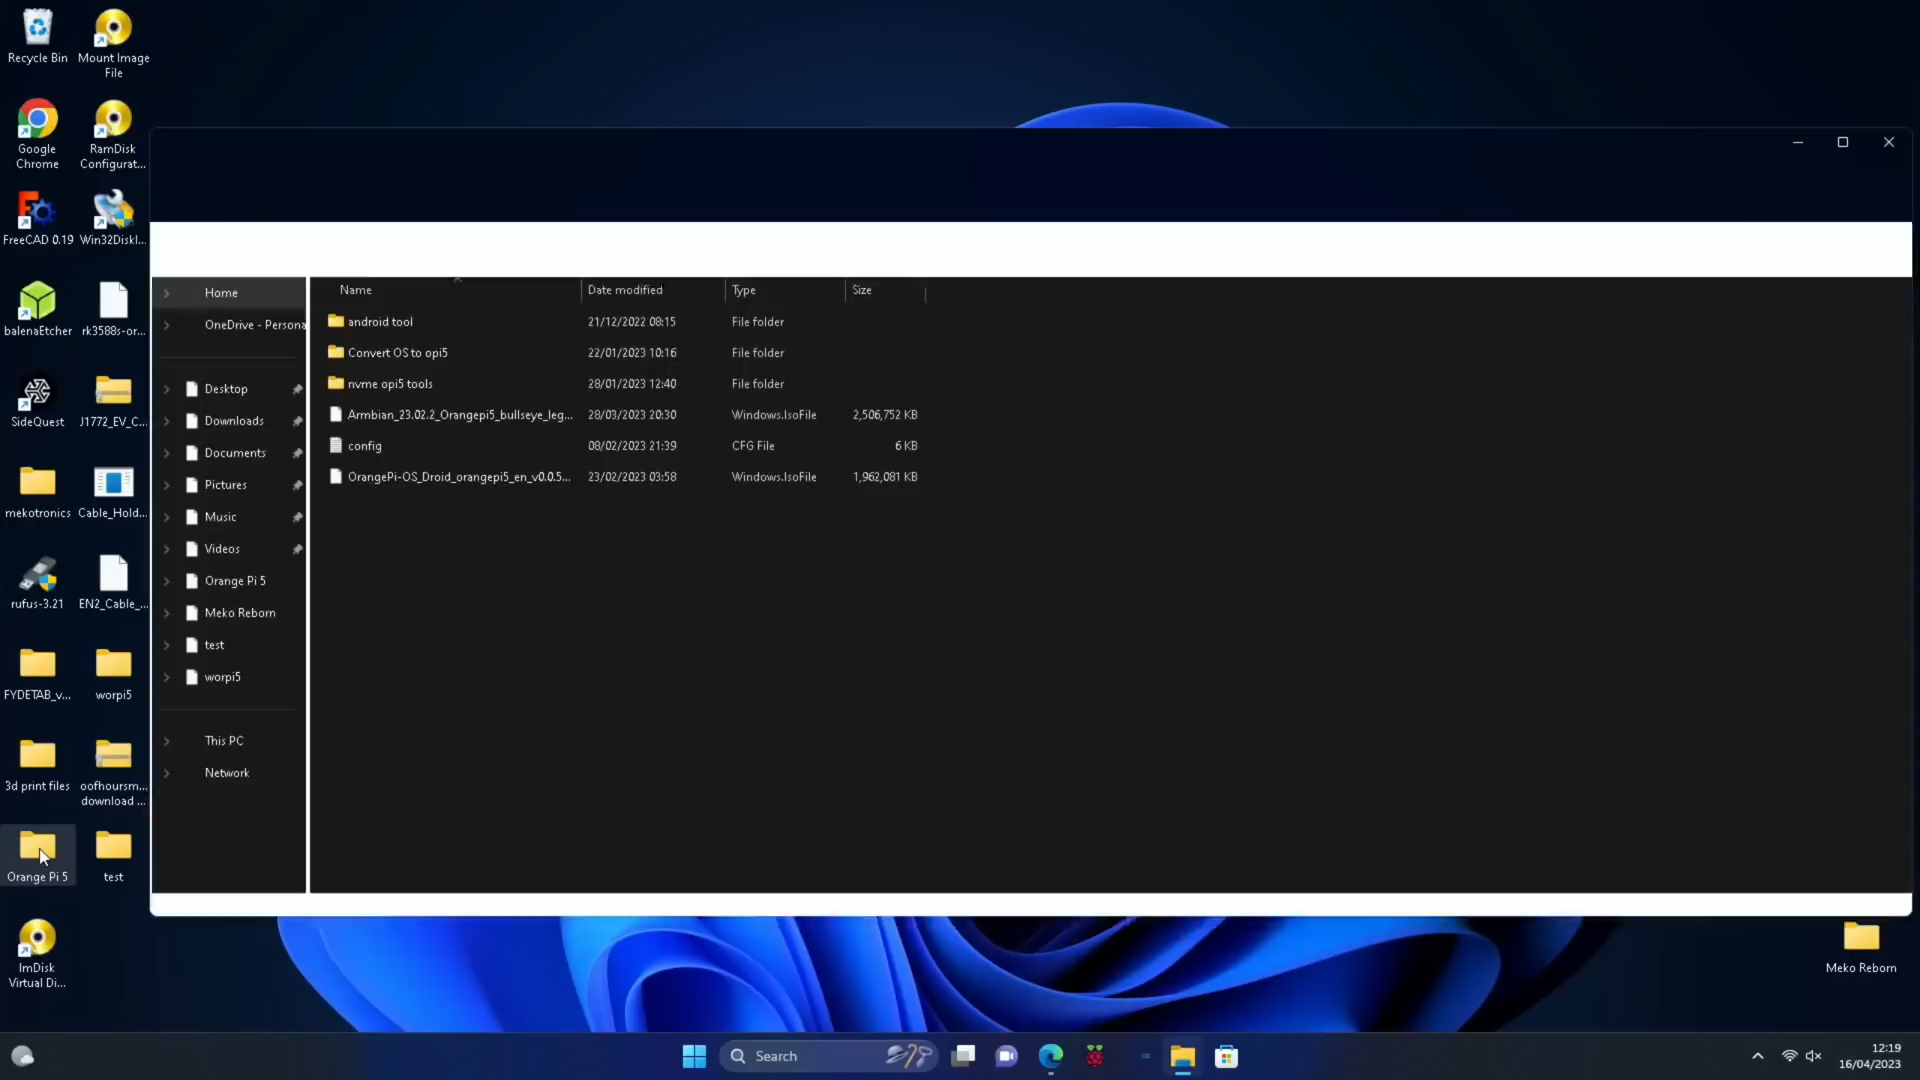 Recycle Bin
Mount Image
File
Google
Chrome
RamDisk
Configurat...
FreeCAD 0.19
Win32DiskI...
balenaEtcher
rk3588s-or...
SideQuest
J1772_EV_C...
mekotronics
Cable_Hold...
rufus-3.21
EN2_Cable_...
FYDETAB_v...
worpi5
3d print files
oofhoursm...
download ...
Orange Pi 5
test
ImDisk
Virtual Di...
Home
OneDrive - Persona
Desktop
Downloads
Documents
Pictures
Music
Videos
Orange Pi 5
Meko Reborn
test
worpi5
This PC
Network
Name Date modified Type Size
android tool 21/12/2022 08:15 File folder
Convert OS to opi5 22/01/2023 10:16 File folder
nvme opi5 tools 28/01/2023 12:40 File folder
Armbian_23.02.2_Orangepi5_bullseye_leg... 28/03/2023 20:30 Windows.IsoFile 2,506,752 KB
config 08/02/2023 21:39 CFG File 6 KB
OrangePi-OS_Droid_orangepi5_en_v0.0.5... 23/02/2023 03:58 Windows.IsoFile 1,962,081 KB
Meko Reborn
Search
12:19
16/04/2023